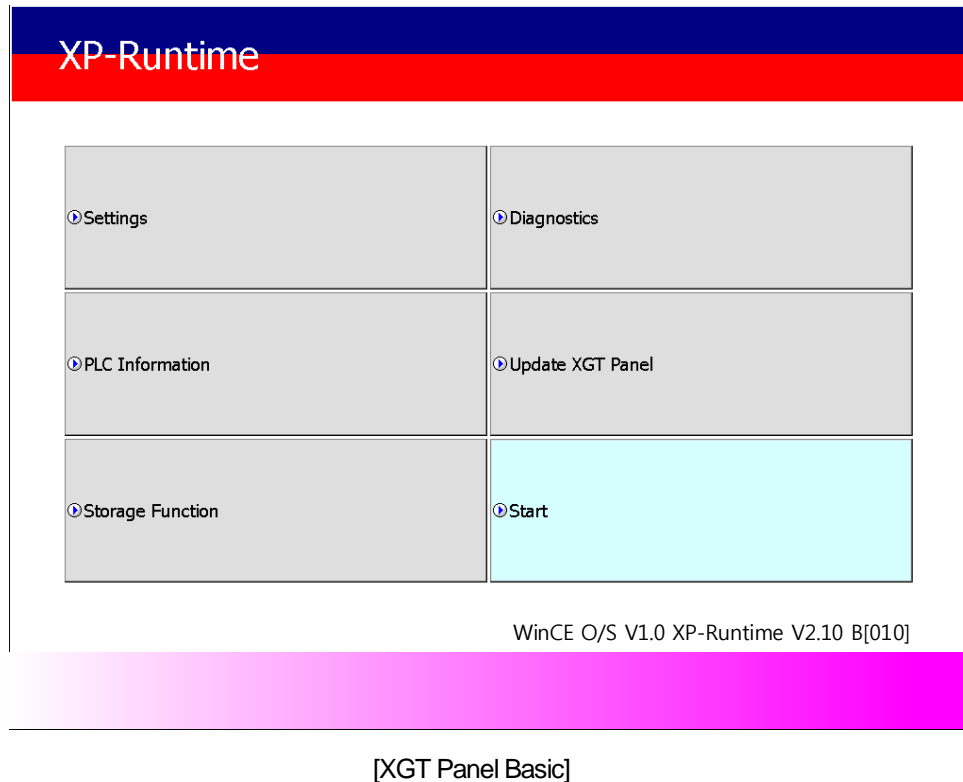 XP-Runtime
Settings
Diagnostics
PLC Information
Update XGT Panel
Storage Function
Start
WinCE O/S V1.0 XP-Runtime V2.10 B[010]
[XGT Panel Basic]